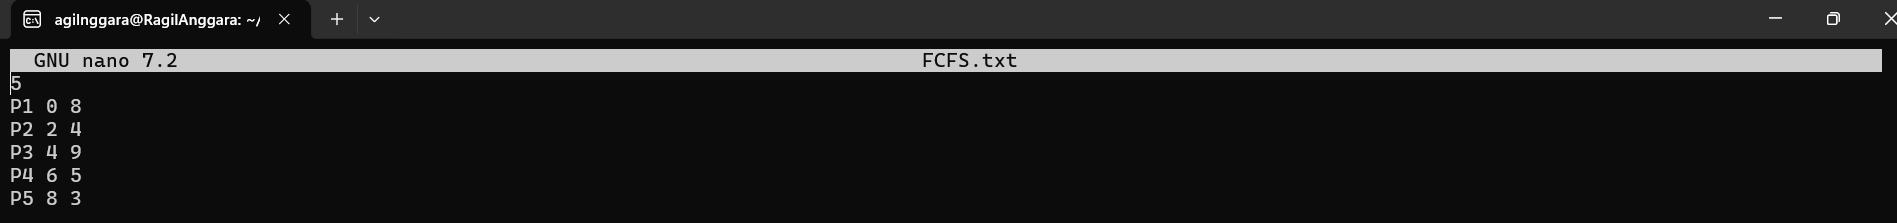 agilnggara@RagilAnggara: ~/
GNU nano 7.2 FCFS.txt
5
P1 0 8
P2 2 4
P3 4 9
P4 6 5
P5 8 3